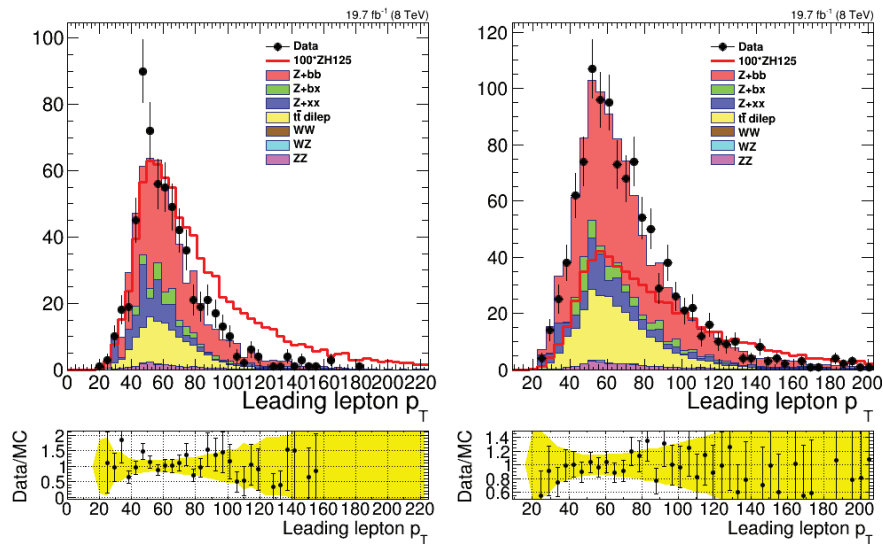 19.7 fb⁻¹ (8 TeV)
100
80
60
40
20
0
Data
100*ZH125
Z+bb
Z+bx
Z+xx
tt̄ dilep
WW
WZ
ZZ
0 20 40 60 80 100 120 140 160 180 200 220
Leading lepton p_T
Data/MC
2
1.5
1
0.5
0
0 20 40 60 80 100 120 140 160 180 200 220
Leading lepton p_T
19.7 fb⁻¹ (8 TeV)
120
100
80
60
40
20
0
Data
100*ZH125
Z+bb
Z+bx
Z+xx
tt̄ dilep
WW
WZ
ZZ
20 40 60 80 100 120 140 160 180 200
Leading lepton p_T
Data/MC
1.4
1.2
1
0.8
0.6
20 40 60 80 100 120 140 160 180 200
Leading lepton p_T